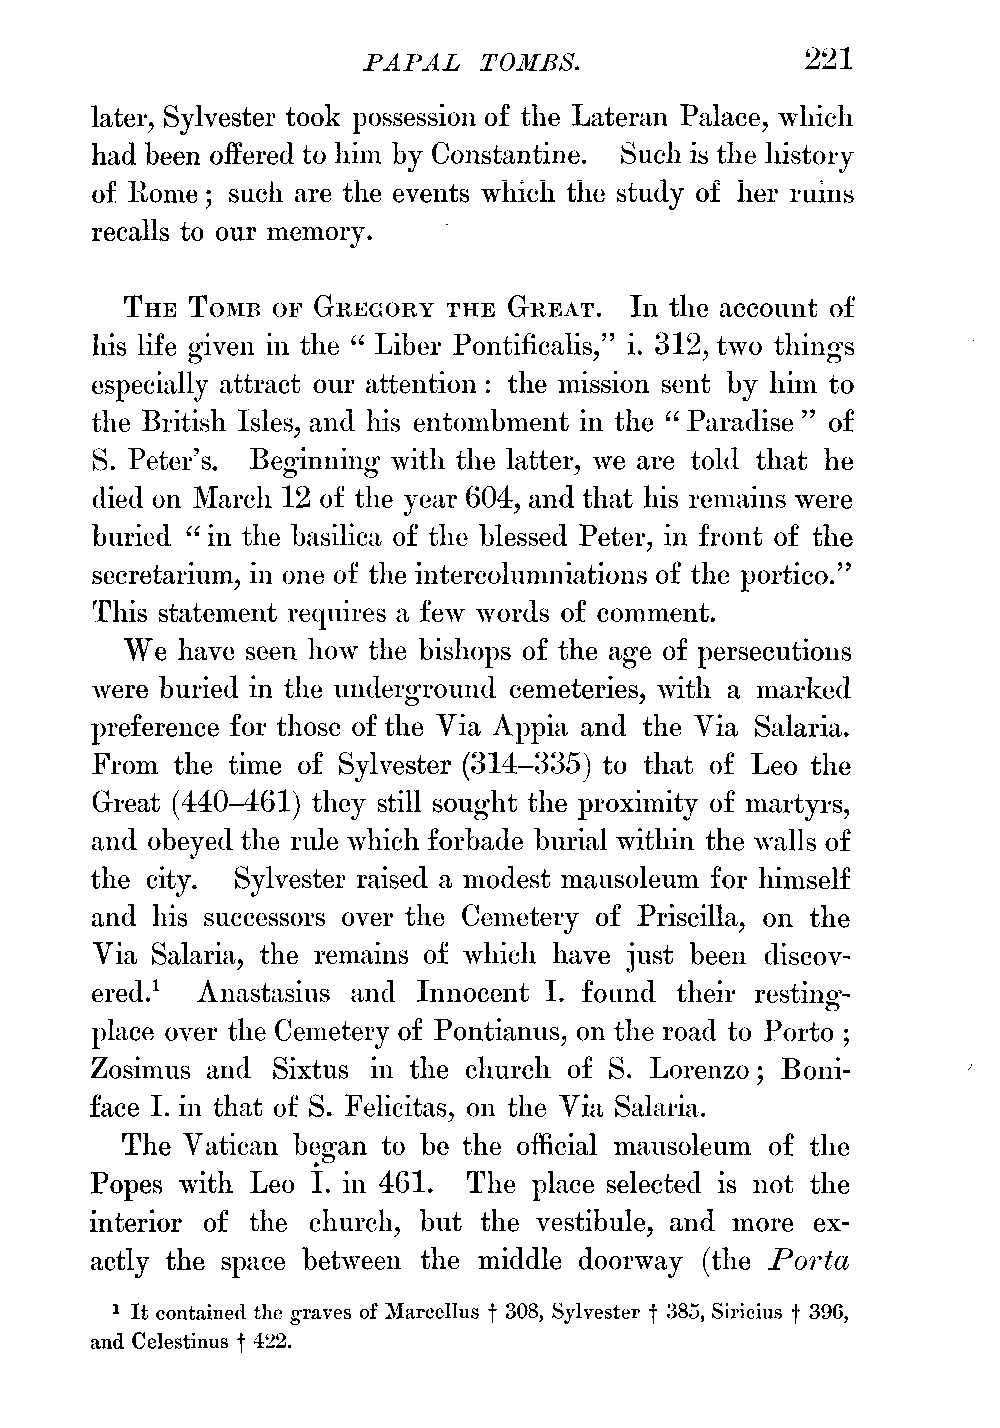 PAPAL TOMBS. 221
later, Sylvester took possession of the Lateran Palace, which
had been offered to him by Constantine. Such is the history
of Rome; such are the events which the study of her ruins
recalls to our memory.
THE TOMB OF GREGORY THE GREAT. In the account of
his life given in the “ Liber Pontificalis,” i. 312, two things
especially attract our attention: the mission sent by him to
the British Isles, and his entombment in the “ Paradise ” of
S. Peter’s. Beginning with the latter, we are told that he
died on March 12 of the year 604, and that his remains were
buried “ in the basilica of the blessed Peter, in front of the
secretarium, in one of the intercolumniations of the portico.”
This statement requires a few words of comment.
We have seen how the bishops of the age of persecutions
were buried in the underground cemeteries, with a marked
preference for those of the Via Appia and the Via Salaria.
From the time of Sylvester (314–335) to that of Leo the
Great (440–461) they still sought the proximity of martyrs,
and obeyed the rule which forbade burial within the walls of
the city. Sylvester raised a modest mausoleum for himself
and his successors over the Cemetery of Priscilla, on the
Via Salaria, the remains of which have just been discov-
ered.¹ Anastasius and Innocent I. found their resting-
place over the Cemetery of Pontianus, on the road to Porto;
Zosimus and Sixtus in the church of S. Lorenzo; Boni-
face I. in that of S. Felicitas, on the Via Salaria.
The Vatican began to be the official mausoleum of the
Popes with Leo I. in 461. The place selected is not the
interior of the church, but the vestibule, and more ex-
actly the space between the middle doorway (the Porta
¹ It contained the graves of Marcellus † 308, Sylvester † 385, Siricius † 396,
and Celestinus † 422.